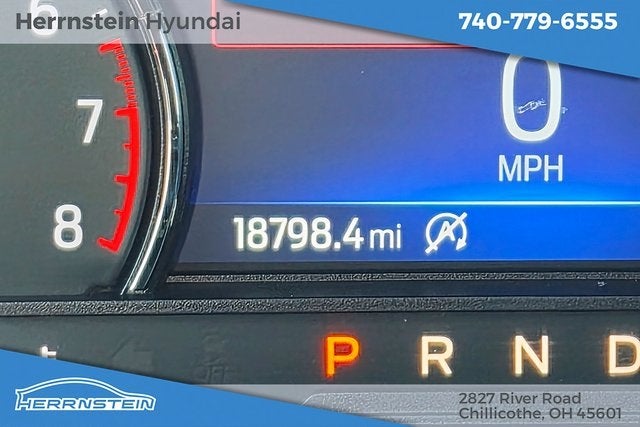 Herrnstein Hyundai
740-779-6555
6
7
8
0
MPH
18798.4 mi
A
P R N D
HERRNSTEIN
2827 River Road
Chillicothe, OH 45601